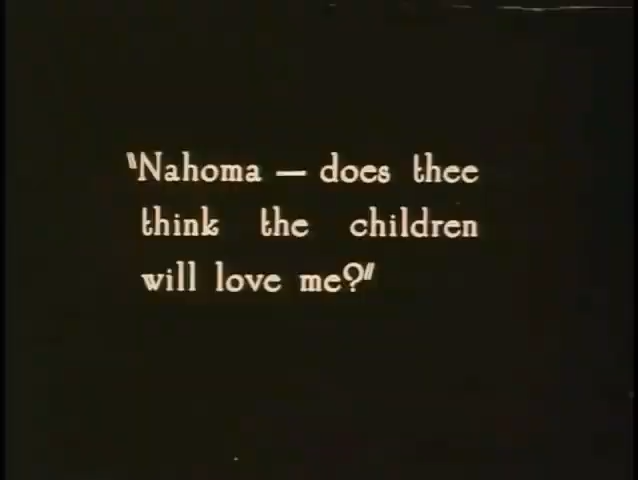 "Nahoma — does thee
think the children
will love me?"